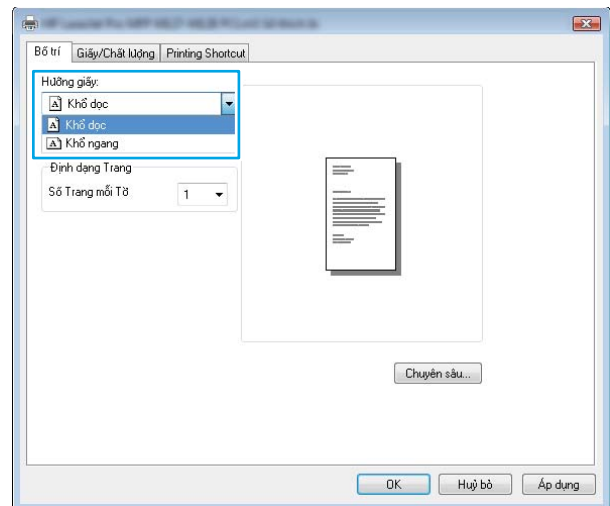 Bố trí
Giấy/Chất lượng
Printing Shortcut
Hướng giấy:
Khổ dọc
Khổ dọc
Khổ ngang
Định dạng Trang
Số Trang mỗi Tờ
1
Chuyên sâu...
OK
Huỷ bỏ
Áp dụng